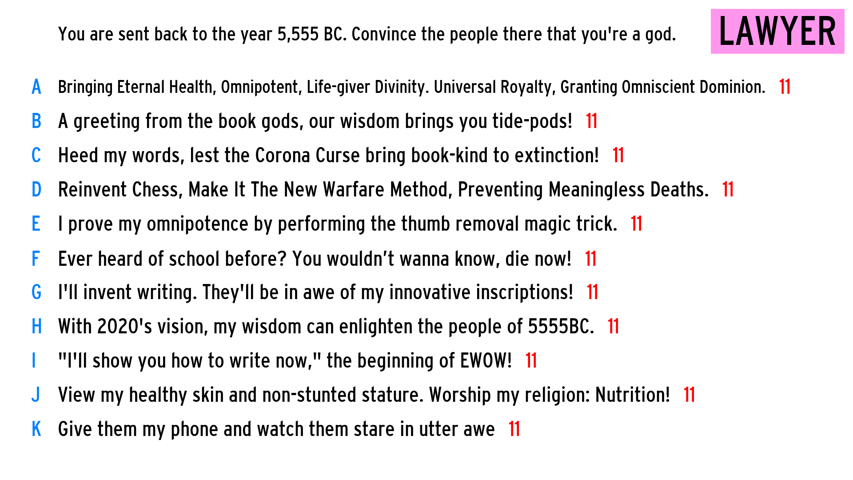 You are sent back to the year 5,555 BC. Convince the people there that you're a god.
LAWYER
A Bringing Eternal Health, Omnipotent, Life-giver Divinity. Universal Royalty, Granting Omniscient Dominion. 11
B A greeting from the book gods, our wisdom brings you tide-pods! 11
C Heed my words, lest the Corona Curse bring book-kind to extinction! 11
D Reinvent Chess, Make It The New Warfare Method, Preventing Meaningless Deaths. 11
E I prove my omnipotence by performing the thumb removal magic trick. 11
F Ever heard of school before? You wouldn’t wanna know, die now! 11
G I'll invent writing. They'll be in awe of my innovative inscriptions! 11
H With 2020's vision, my wisdom can enlighten the people of 5555BC. 11
I "I'll show you how to write now," the beginning of EWOW! 11
J View my healthy skin and non-stunted stature. Worship my religion: Nutrition! 11
K Give them my phone and watch them stare in utter awe 11